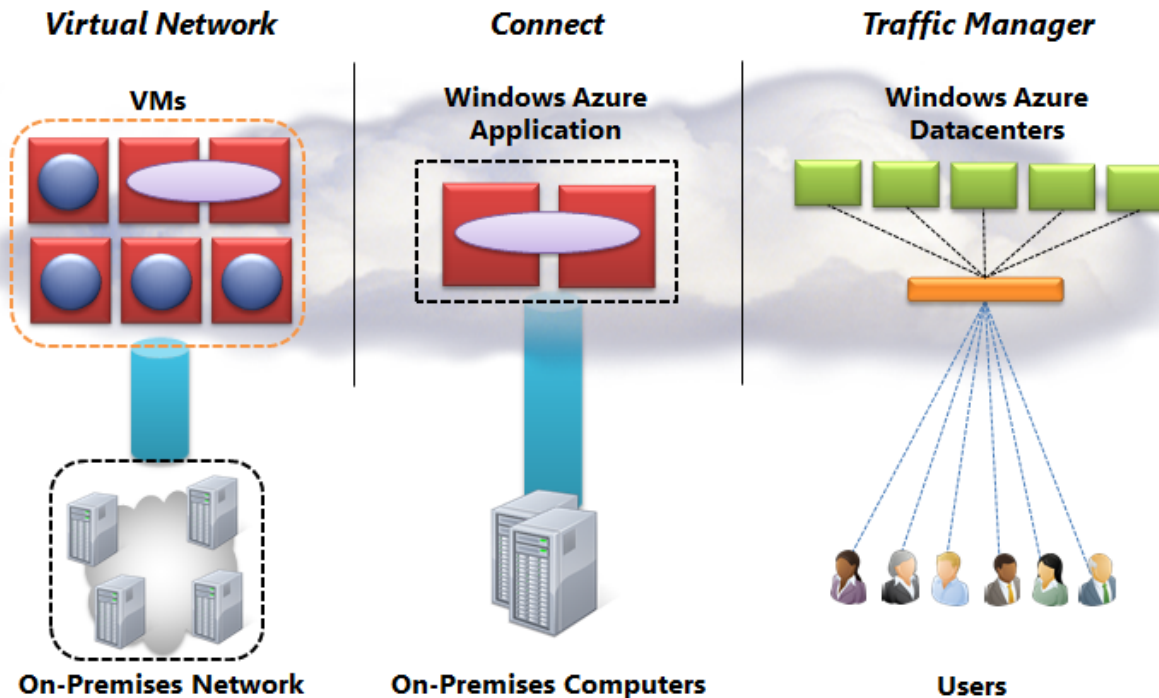 Virtual Network
Connect
Traffic Manager
VMs
Windows Azure
Application
Windows Azure
Datacenters
On-Premises Network
On-Premises Computers
Users